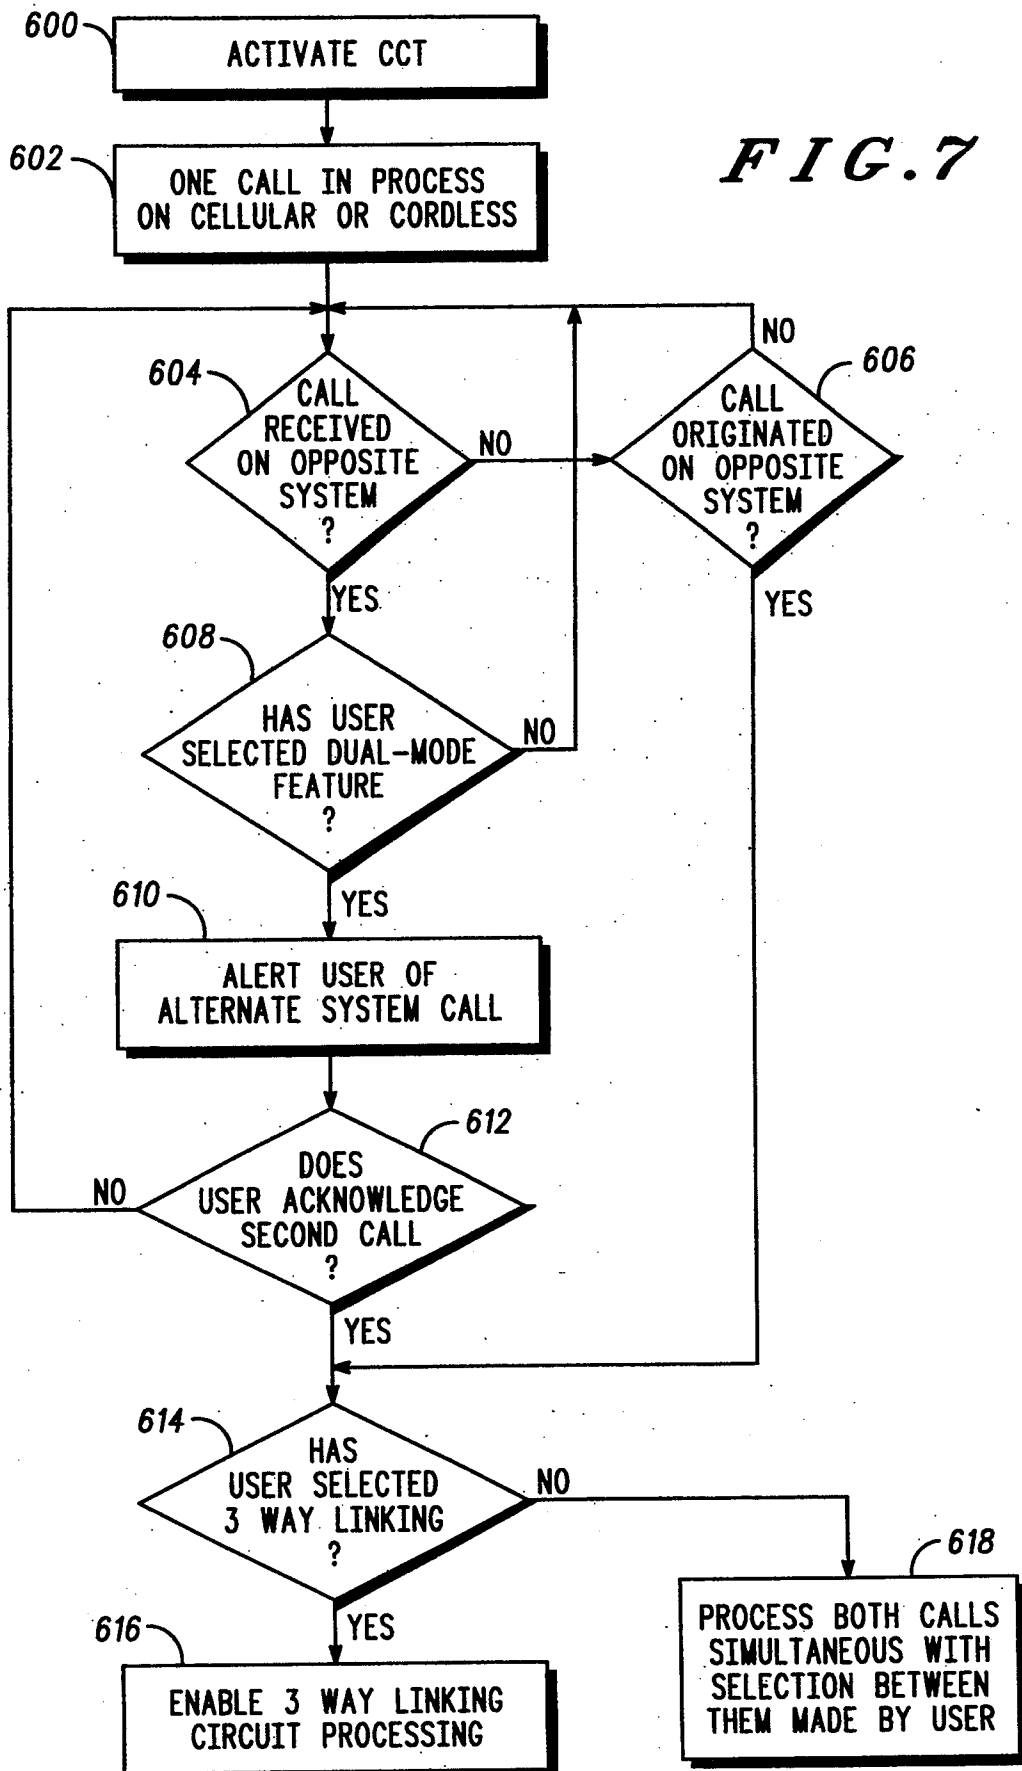 600
ACTIVATE CCT
602
ONE CALL IN PROCESS
ON CELLULAR OR CORDLESS
FIG.7
604
CALL
RECEIVED
ON OPPOSITE
SYSTEM
?
NO
YES
606
CALL
ORIGINATED
ON OPPOSITE
SYSTEM
?
NO
YES
608
HAS USER
SELECTED DUAL-MODE
FEATURE
?
NO
YES
610
ALERT USER OF
ALTERNATE SYSTEM CALL
612
DOES
USER ACKNOWLEDGE
SECOND CALL
?
NO
YES
614
HAS
USER SELECTED
3 WAY LINKING
?
NO
YES
616
ENABLE 3 WAY LINKING
CIRCUIT PROCESSING
618
PROCESS BOTH CALLS
SIMULTANEOUS WITH
SELECTION BETWEEN
THEM MADE BY USER